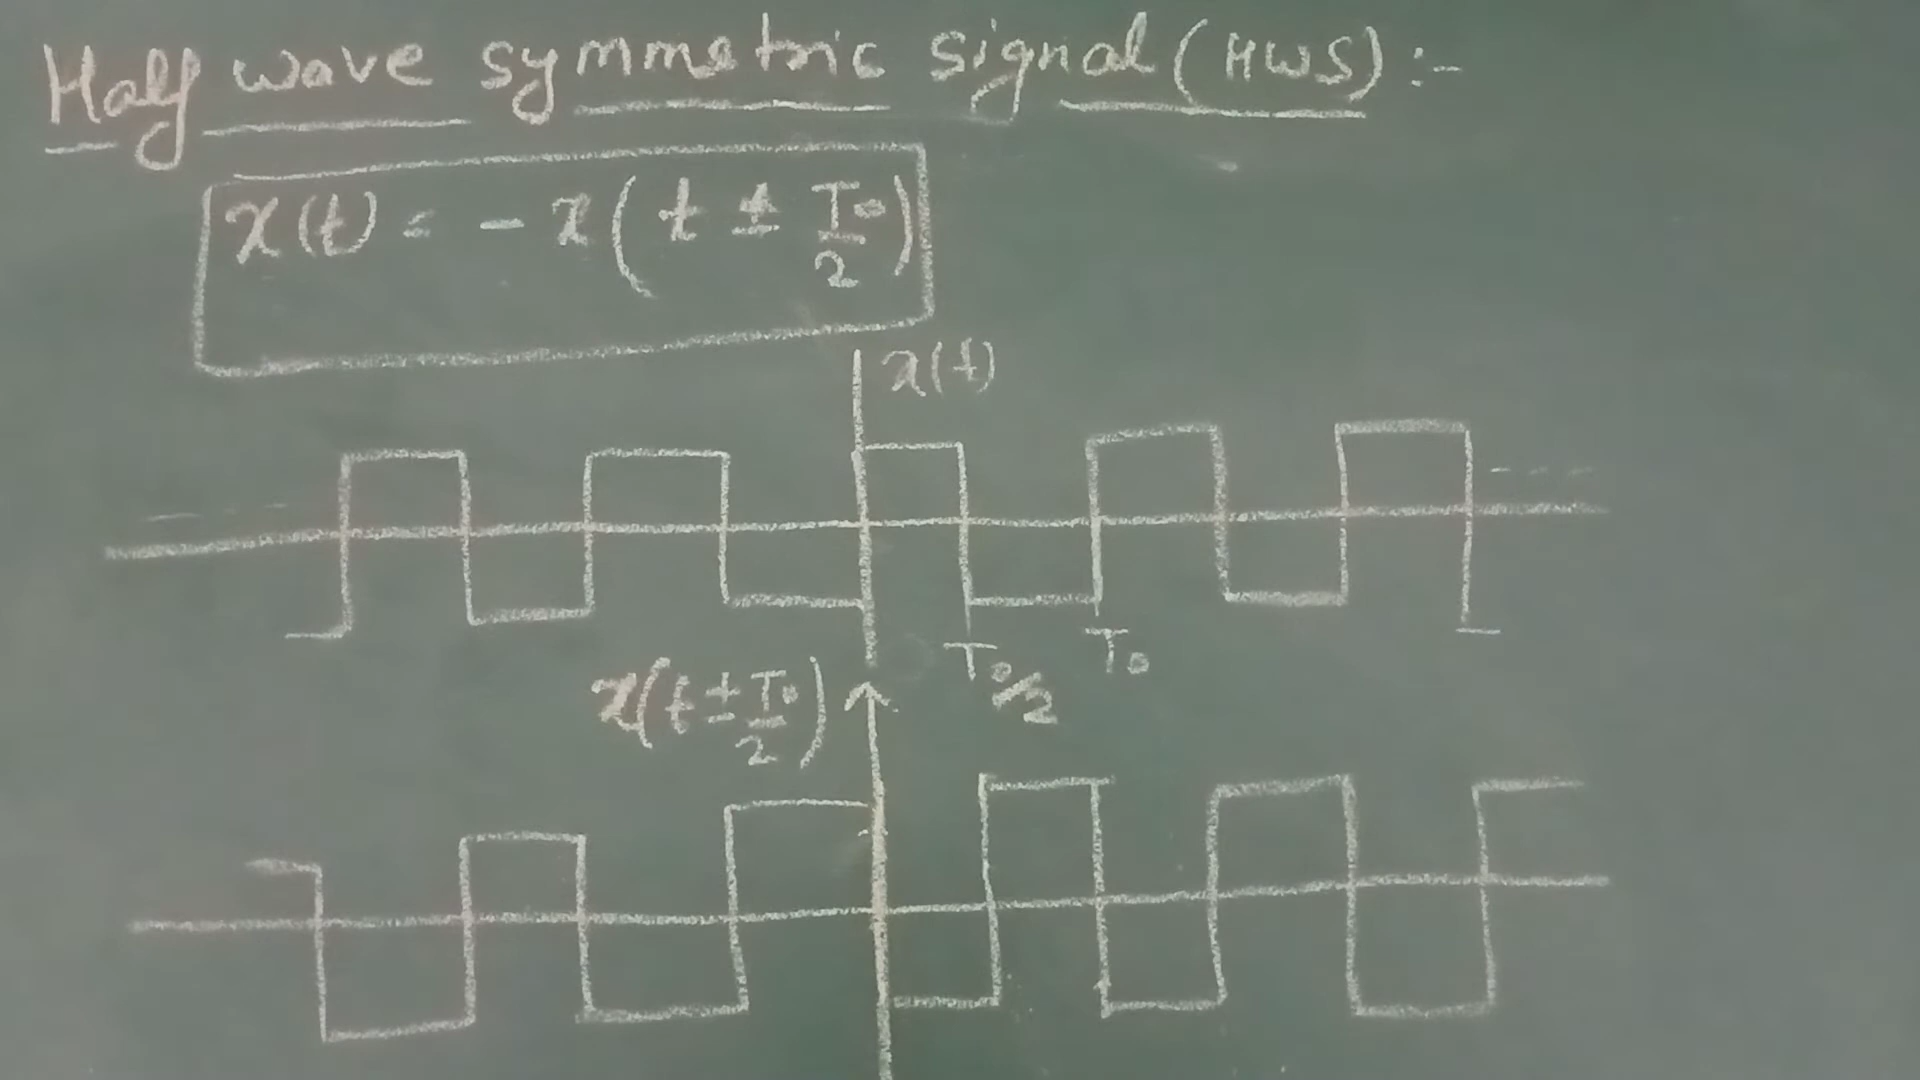 Half wave symmetric signal (HWS) :-
x(t) = - x(t ± T₀/2)
x(t)
T₀/2
T₀
x(t ± T₀/2)